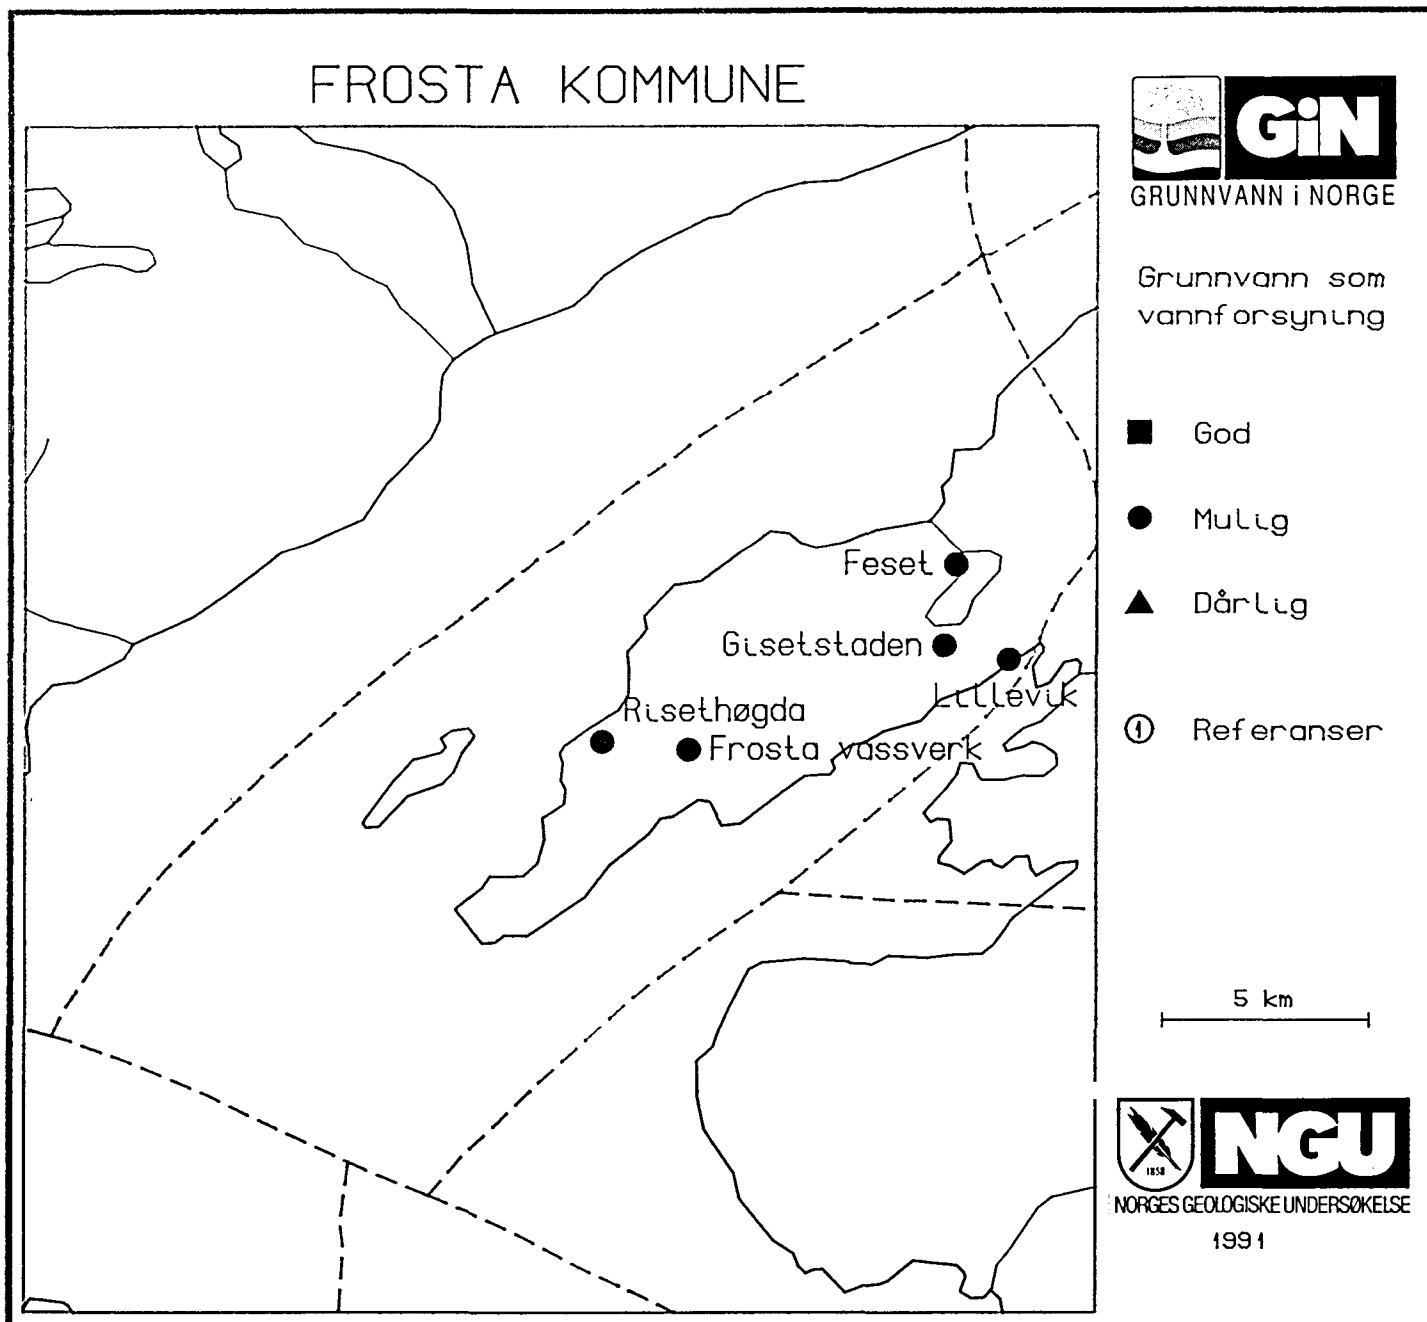 FROSTA KOMMUNE
GiN
GRUNNVANN i NORGE
Grunnvann som
vannforsyning
God
Mulig
Dårlig
1 Referanser
Feset
Gisetstaden
Lillevik
Risethøgda
Frosta vassverk
5 km
1858
NGU
NORGES GEOLOGISKE UNDERSØKELSE
1991